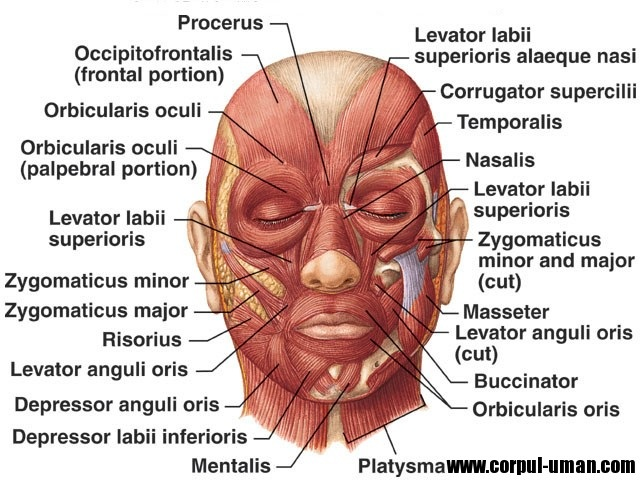 Procerus
Occipitofrontalis
(frontal portion)
Orbicularis oculi
Orbicularis oculi
(palpebral portion)
Levator labii
superioris
Zygomaticus minor
Zygomaticus major
Risorius
Levator anguli oris
Depressor anguli oris
Depressor labii inferioris
Mentalis
Levator labii
superioris alaeque nasi
Corrugator supercilii
Temporalis
Nasalis
Levator labii
superioris
Zygomaticus
minor and major
(cut)
Masseter
Levator anguli oris
(cut)
Buccinator
Orbicularis oris
Platysma
www.corpul-uman.com